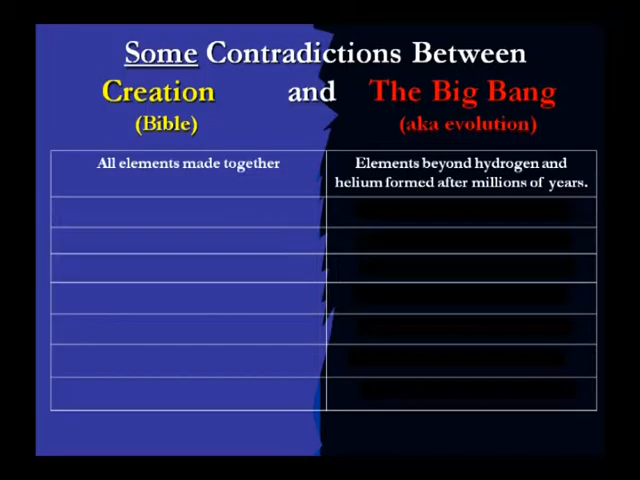 Some Contradictions Between
Creation and The Big Bang
(Bible) (aka evolution)
All elements made together
Elements beyond hydrogen and
helium formed after millions of years.